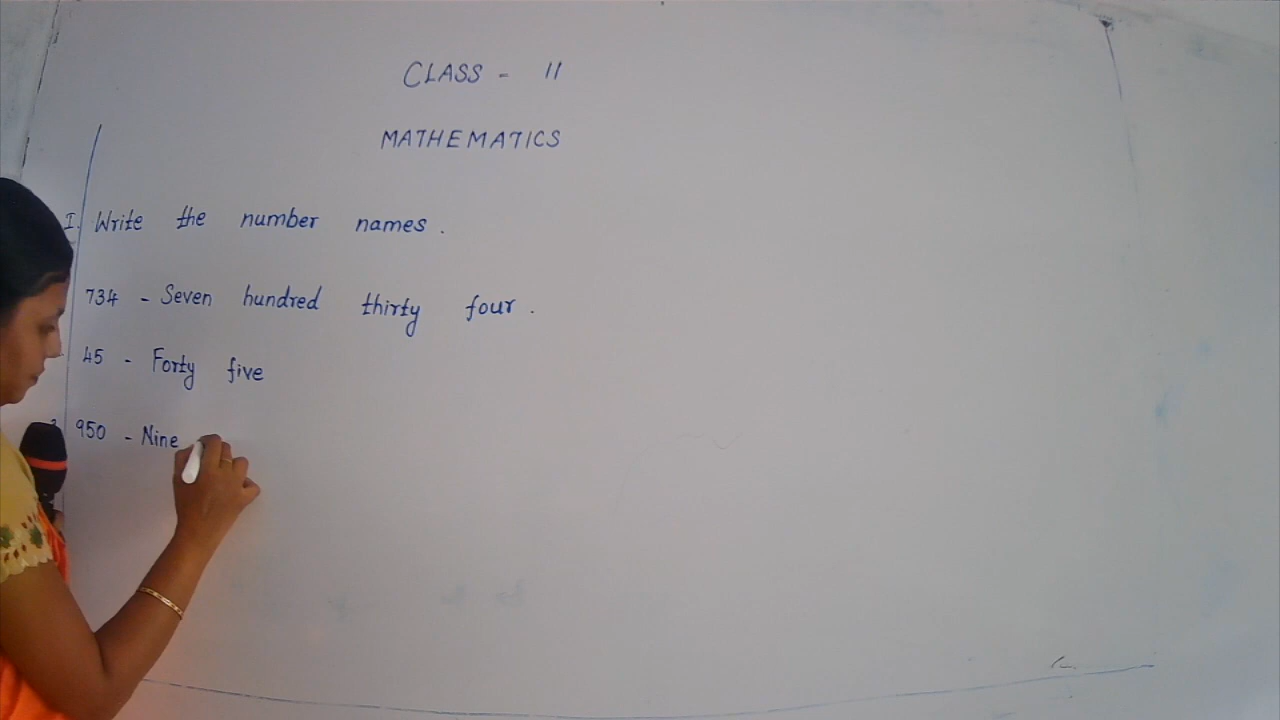 CLASS - II
MATHEMATICS
I. Write the number names.
734 - Seven hundred thirty four.
45 - Forty five
950 - Nine